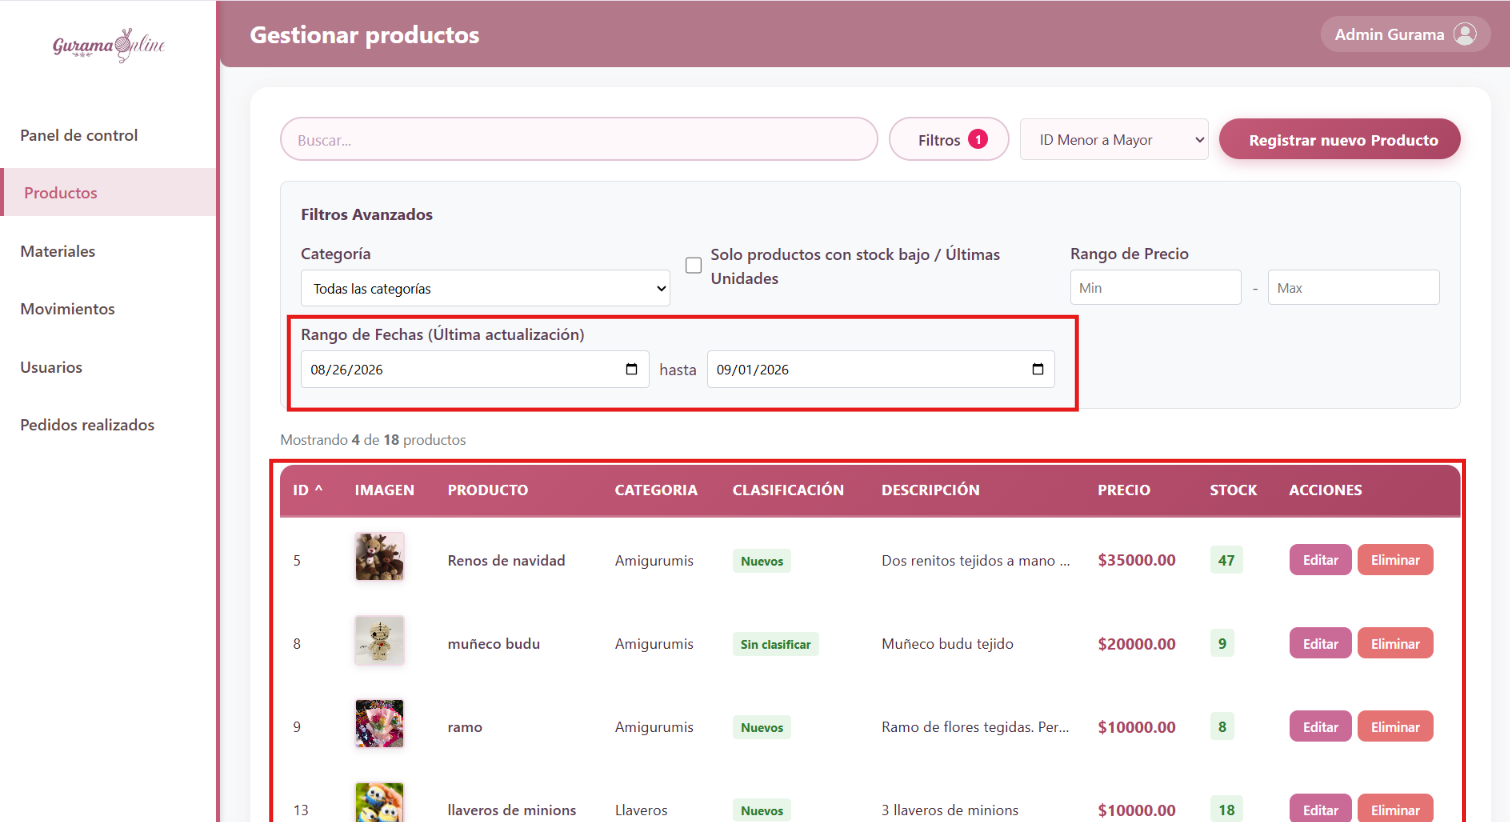 Gurama Online
Gestionar productos
Admin Gurama
Panel de control
Productos
Materiales
Movimientos
Usuarios
Pedidos realizados
Buscar...
Filtros 1
ID Menor a Mayor
Registrar nuevo Producto
Filtros Avanzados
Categoría
Todas las categorías
Solo productos con stock bajo / Últimas
Unidades
Rango de Precio
Min - Max
Rango de Fechas (Última actualización)
08/26/2026 hasta 09/01/2026
Mostrando 4 de 18 productos
ID ^ IMAGEN PRODUCTO CATEGORIA CLASIFICACIÓN DESCRIPCIÓN PRECIO STOCK ACCIONES
5 Renos de navidad Amigurumis Nuevos Dos renitos tejidos a mano ... $35000.00 47 Editar Eliminar
8 muñeco budu Amigurumis Sin clasificar Muñeco budu tejido $20000.00 9 Editar Eliminar
9 ramo Amigurumis Nuevos Ramo de flores tegidas. Per... $10000.00 8 Editar Eliminar
13 llaveros de minions Llaveros Nuevos 3 llaveros de minions $10000.00 18 Editar Eliminar